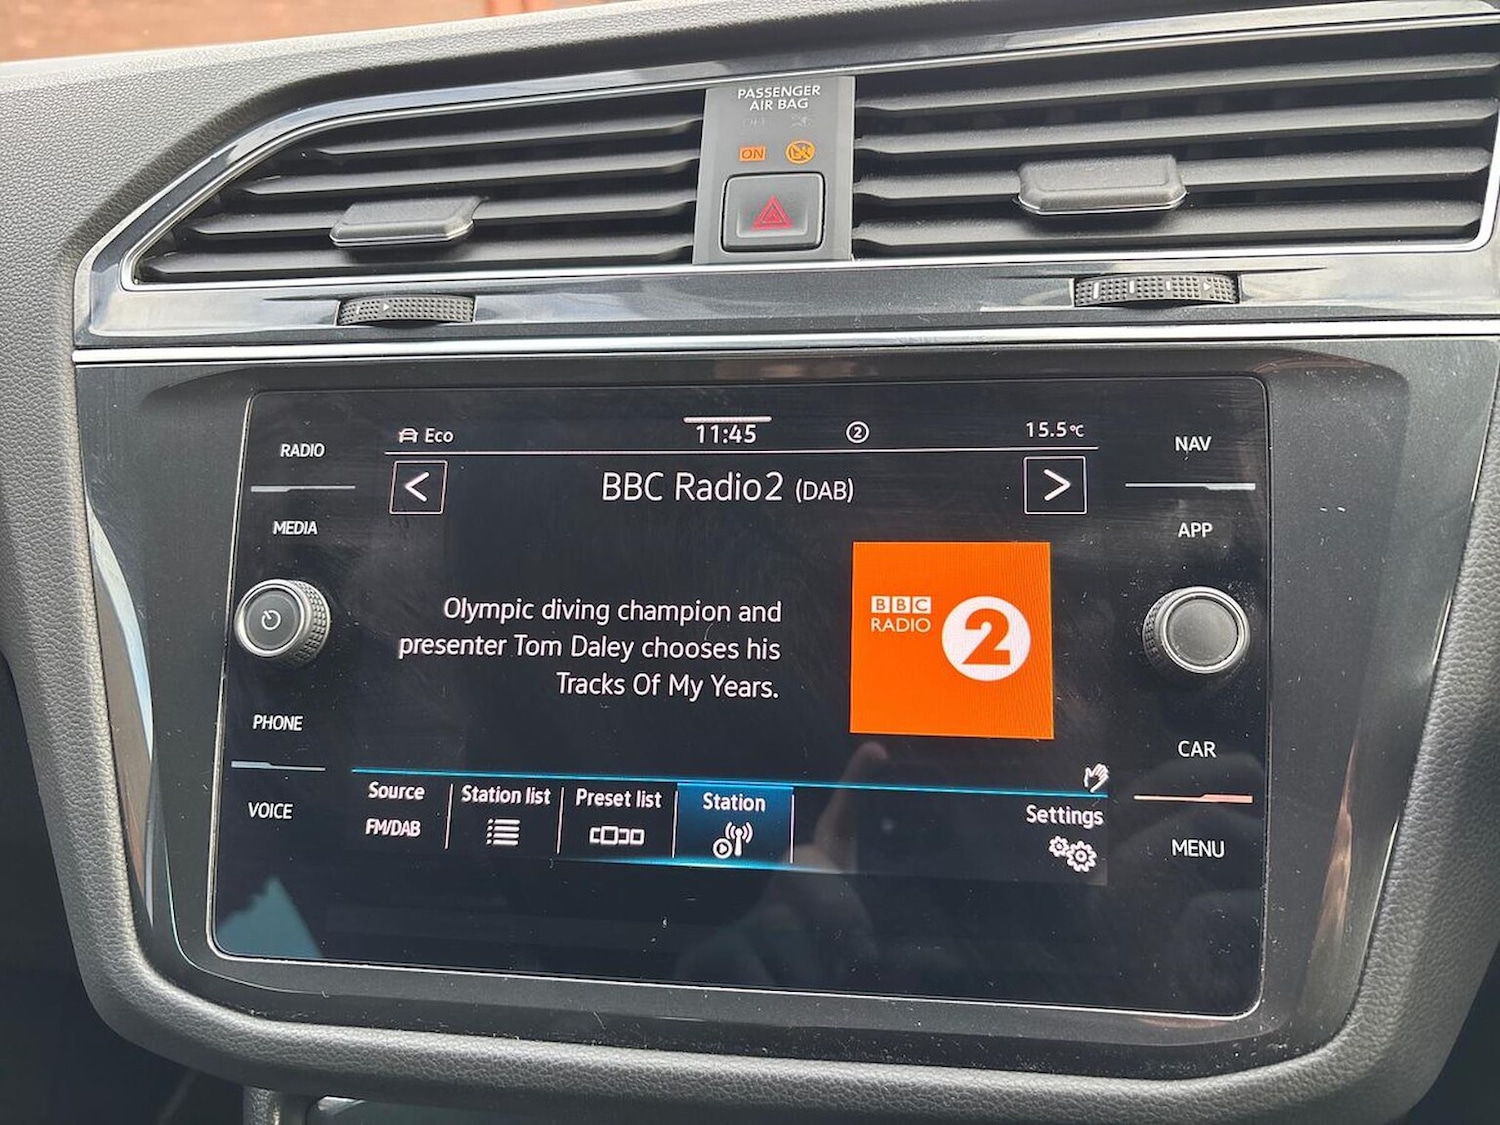 PASSENGER
AIR BAG
OFF
ON
RADIO
MEDIA
PHONE
VOICE
Eco
11:45
2
15.5°C
BBC Radio2 (DAB)
Olympic diving champion and
presenter Tom Daley chooses his
Tracks Of My Years.
BBC
RADIO
2
Source
FM/DAB
Station list
Preset list
Station
Settings
NAV
APP
CAR
MENU